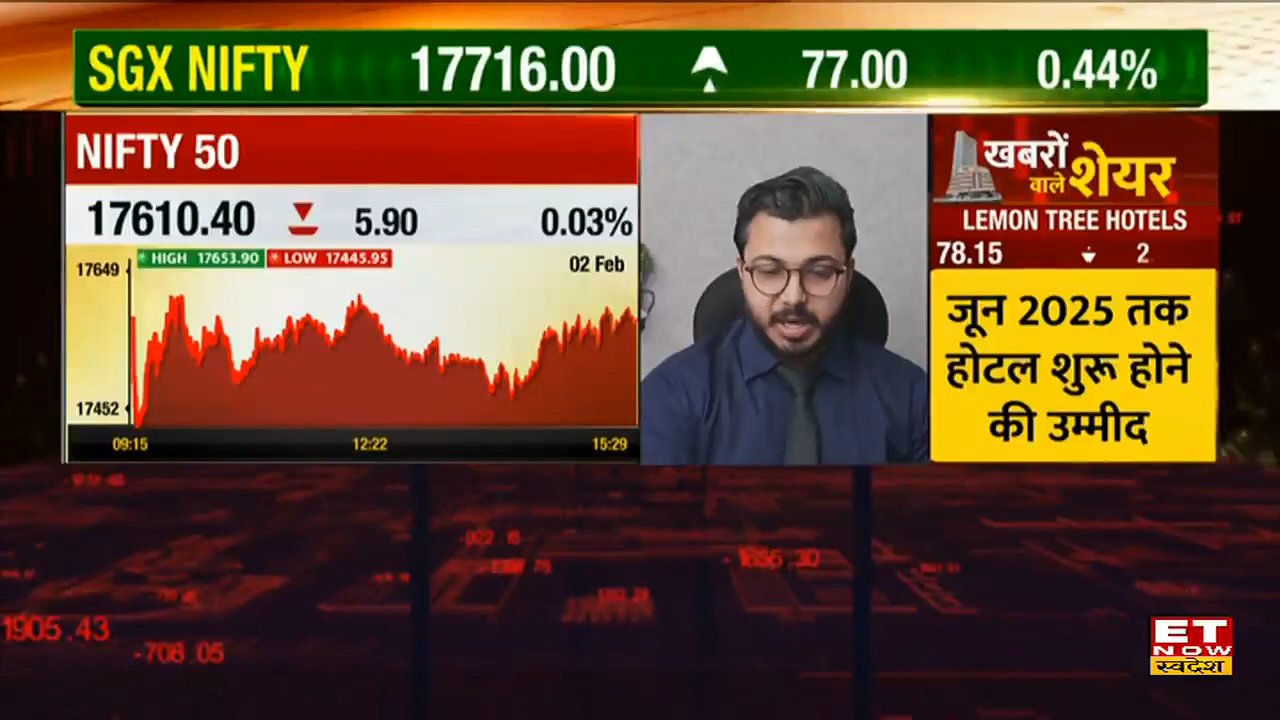 SGX NIFTY 17716.00 77.00 0.44%
NIFTY 50
17610.40 5.90 0.03%
HIGH 17653.90 LOW 17445.95
02 Feb
17649
17452
09:15 12:22 15:29
खबरों
वाले शेयर
LEMON TREE HOTELS
78.15 2
जून 2025 तक
होटल शुरू होने
की उम्मीद
1905.43
-708.05
ET
NOW
स्वदेश